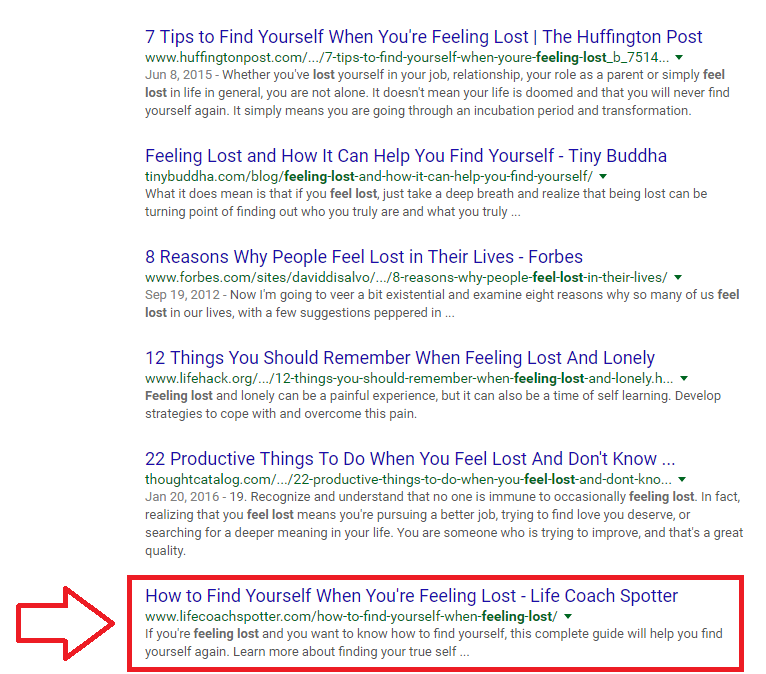 7 Tips to Find Yourself When You're Feeling Lost | The Huffington Post
www.huffingtonpost.com/.../7-tips-to-find-yourself-when-youre-feeling-lost_b_7514...
Jun 8, 2015 - Whether you've lost yourself in your job, relationship, your role as a parent or simply feel
lost in life in general, you are not alone. It doesn't mean your life is doomed and that you will never find
yourself again. It simply means you are going through an incubation period and transformation.
Feeling Lost and How It Can Help You Find Yourself - Tiny Buddha
tinybuddha.com/blog/feeling-lost-and-how-it-can-help-you-find-yourself/
What it does mean is that if you feel lost, just take a deep breath and realize that being lost can be
turning point of finding out who you truly are and what you truly ...
8 Reasons Why People Feel Lost in Their Lives - Forbes
www.forbes.com/sites/daviddisalvo/.../8-reasons-why-people-feel-lost-in-their-lives/
Sep 19, 2012 - Now I'm going to veer a bit existential and examine eight reasons why so many of us feel
lost in our lives, with a few suggestions peppered in ...
12 Things You Should Remember When Feeling Lost And Lonely
www.lifehack.org/.../12-things-you-should-remember-when-feeling-lost-and-lonely.h...
Feeling lost and lonely can be a painful experience, but it can also be a time of self learning. Develop
strategies to cope with and overcome this pain.
22 Productive Things To Do When You Feel Lost And Don't Know ...
thoughtcatalog.com/.../22-productive-things-to-do-when-you-feel-lost-and-dont-kno...
Jan 20, 2016 - 19. Recognize and understand that no one is immune to occasionally feeling lost. In fact,
realizing that you feel lost means you're pursuing a better job, trying to find love you deserve, or
searching for a deeper meaning in your life. You are someone who is trying to improve, and that's a great
quality.
How to Find Yourself When You're Feeling Lost - Life Coach Spotter
www.lifecoachspotter.com/how-to-find-yourself-when-feeling-lost/
If you're feeling lost and you want to know how to find yourself, this complete guide will help you find
yourself again. Learn more about finding your true self ...